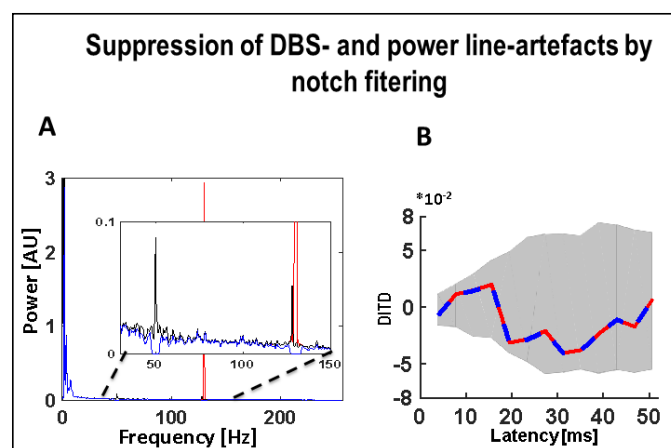 Suppression of DBS- and power line-artefacts by
notch fitering
A
B
3
2
1
0
Power [AU]
0.1
0
50
100
150
0
100
200
Frequency [Hz]
*10-2
8
5
0
-5
-8
DITD
0 10 20 30 40 50
Latency[ms]